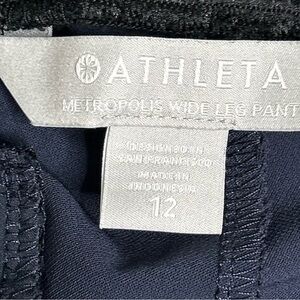 ATHLETA
METROPOLIS WIDE LEG PANT
DESIGNED IN
SAN FRANCISCO
MADE IN
INDONESIA
12